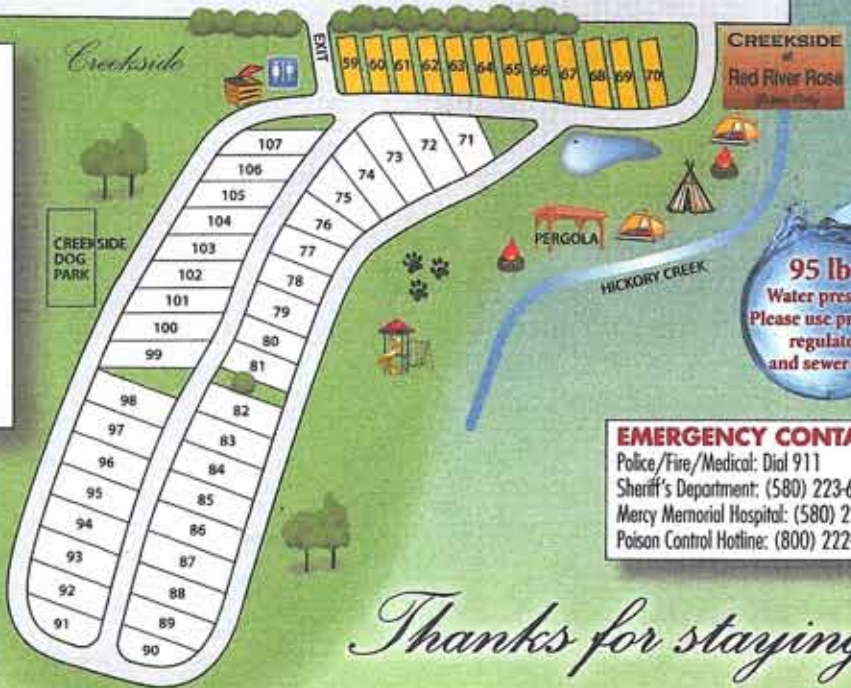 Creekside
EXIT
59 60 61 62 63 64 65 66 67 68 69 70
CREEKSIDE
at
Red River Rose
107
106
105
104
103
102
101
100
99
98
97
96
95
94
93
92
91
71
72
73
74
75
76
77
78
79
80
81
82
83
84
85
86
87
88
89
90
CREEKSIDE
DOG
PARK
PERGOLA
HICKORY CREEK
95 lb
Water pres
Please use pr
regulato
and sewer
EMERGENCY CONTA
Police/Fire/Medical: Dial 911
Sheriff's Department: (580) 223-6
Mercy Memorial Hospital: (580) 2
Poison Control Hotline: (800) 222-
Thanks for staying